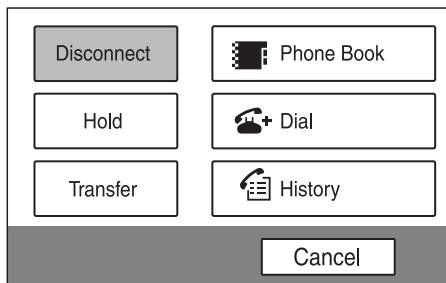 Disconnect
Phone Book
Hold
+ Dial
Transfer
History
Cancel